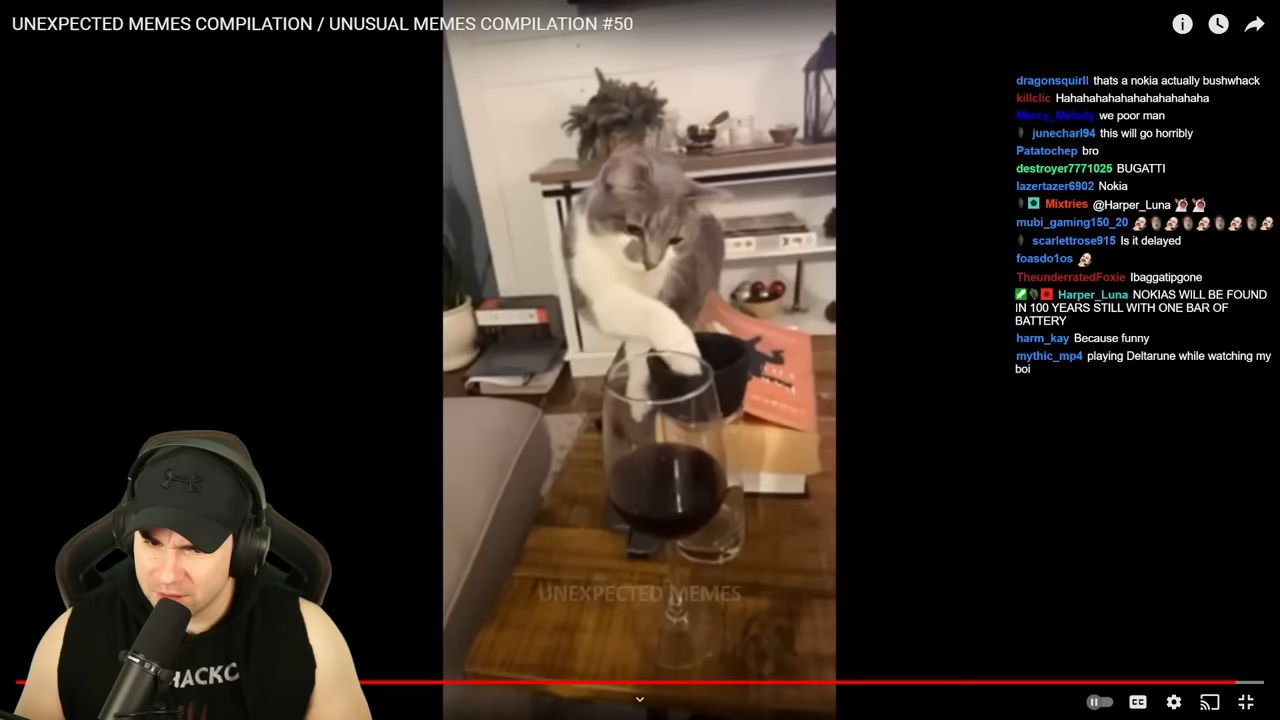 UNEXPECTED MEMES COMPILATION / UNUSUAL MEMES COMPILATION #50
dragonsquirll thats a nokia actually bushwhack
killclic Hahahahahahahahahahaha
Mercy_Melody we poor man
junecharl94 this will go horribly
Patatochep bro
destroyer7771025 BUGATTI
lazertazer6902 Nokia
Mixtries @Harper_Luna
mubi_gaming150_20
scarlettrose915 Is it delayed
foasdo1os
TheunderratedFoxie Ibaggatipgone
Harper_Luna NOKIAS WILL BE FOUND
IN 100 YEARS STILL WITH ONE BAR OF
BATTERY
harm_kay Because funny
mythic_mp4 playing Deltarune while watching my
boi
UNEXPECTED MEMES
HACKC
CC